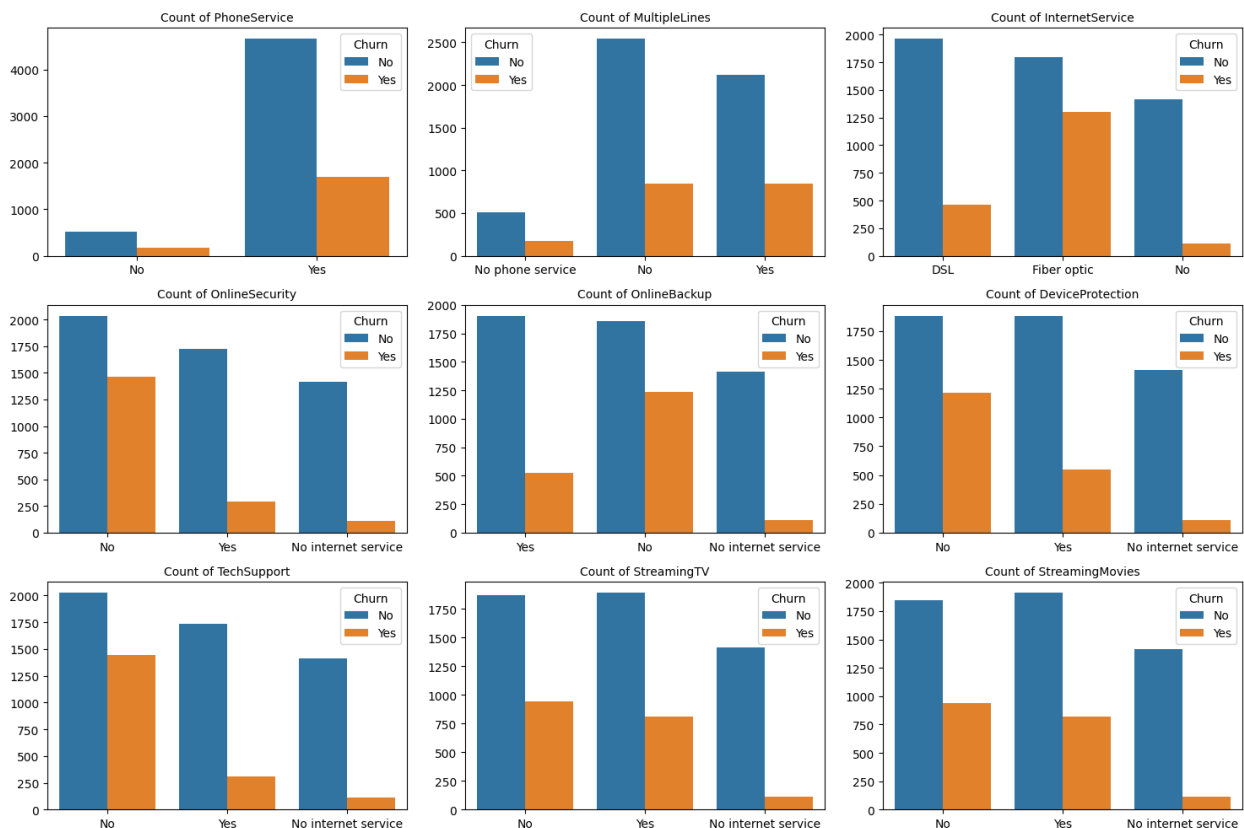 Count of PhoneService
Churn
No
Yes
4000
3000
2000
1000
0
No Yes
Count of MultipleLines
Churn
No
Yes
2500
2000
1500
1000
500
0
No phone service No Yes
Count of InternetService
Churn
No
Yes
2000
1750
1500
1250
1000
750
500
250
0
DSL Fiber optic No
Count of OnlineSecurity
Churn
No
Yes
2000
1750
1500
1250
1000
750
500
250
0
No Yes No internet service
Count of OnlineBackup
Churn
No
Yes
2000
1750
1500
1250
1000
750
500
250
0
Yes No No internet service
Count of DeviceProtection
Churn
No
Yes
1750
1500
1250
1000
750
500
250
0
No Yes No internet service
Count of TechSupport
Churn
No
Yes
2000
1750
1500
1250
1000
750
500
250
0
No Yes No internet service
Count of StreamingTV
Churn
No
Yes
1750
1500
1250
1000
750
500
250
0
No Yes No internet service
Count of StreamingMovies
Churn
No
Yes
2000
1750
1500
1250
1000
750
500
250
0
No Yes No internet service